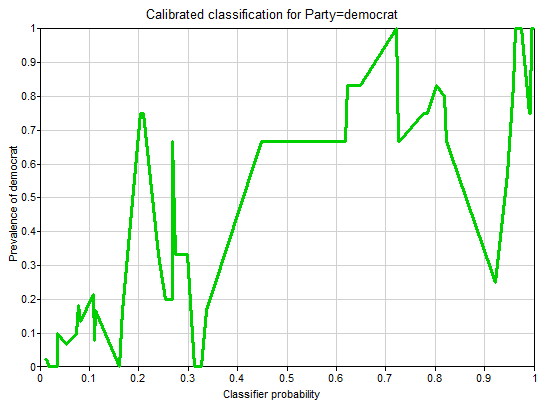 Calibrated classification for Party=democrat
Prevalence of democrat
1
0.9
0.8
0.7
0.6
0.5
0.4
0.3
0.2
0.1
0
0 0.1 0.2 0.3 0.4 0.5 0.6 0.7 0.8 0.9 1
Classifier probability